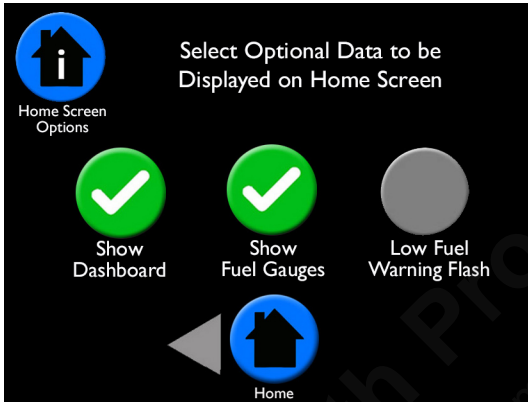 Select Optional Data to be
Displayed on Home Screen
i
Home Screen
Options
Show
Dashboard
Show
Fuel Gauges
Low Fuel
Warning Flash
Home